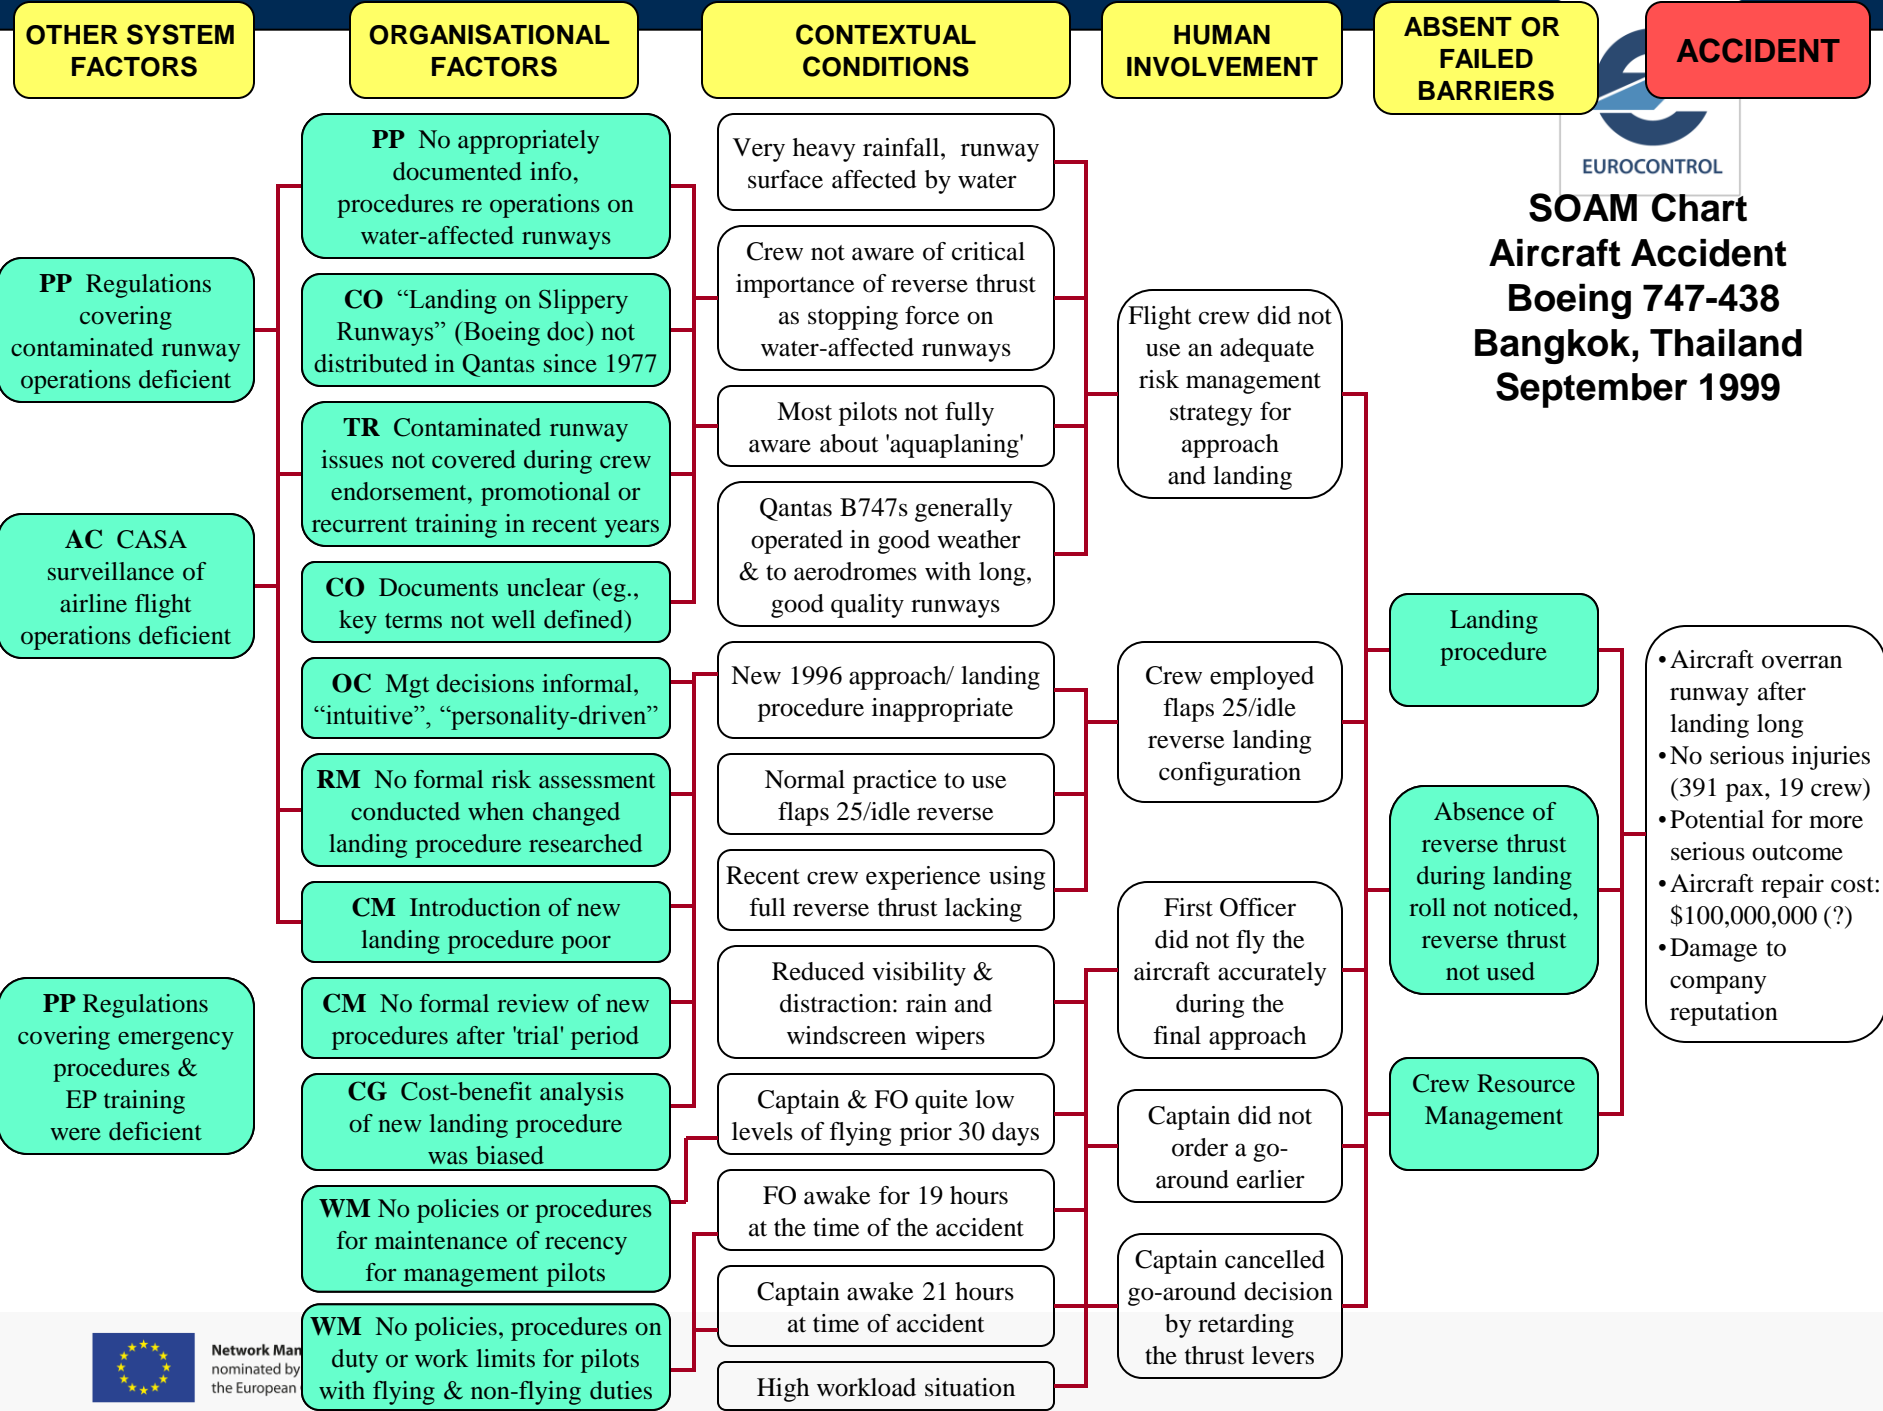 OTHER SYSTEM
FACTORS
ORGANISATIONAL
FACTORS
CONTEXTUAL
CONDITIONS
HUMAN
INVOLVEMENT
ABSENT OR
FAILED
BARRIERS
ACCIDENT
EUROCONTROL
SOAM Chart
Aircraft Accident
Boeing 747-438
Bangkok, Thailand
September 1999
PP Regulations
covering
contaminated runway
operations deficient
AC CASA
surveillance of
airline flight
operations deficient
PP Regulations
covering emergency
procedures &
EP training
were deficient
PP No appropriately
documented info,
procedures re operations on
water-affected runways
CO “Landing on Slippery
Runways” (Boeing doc) not
distributed in Qantas since 1977
TR Contaminated runway
issues not covered during crew
endorsement, promotional or
recurrent training in recent years
CO Documents unclear (eg.,
key terms not well defined)
OC Mgt decisions informal,
“intuitive”, “personality-driven”
RM No formal risk assessment
conducted when changed
landing procedure researched
CM Introduction of new
landing procedure poor
CM No formal review of new
procedures after 'trial' period
CG Cost-benefit analysis
of new landing procedure
was biased
WM No policies or procedures
for maintenance of recency
for management pilots
WM No policies, procedures on
duty or work limits for pilots
with flying & non-flying duties
Very heavy rainfall, runway
surface affected by water
Crew not aware of critical
importance of reverse thrust
as stopping force on
water-affected runways
Most pilots not fully
aware about 'aquaplaning'
Qantas B747s generally
operated in good weather
& to aerodromes with long,
good quality runways
New 1996 approach/ landing
procedure inappropriate
Normal practice to use
flaps 25/idle reverse
Recent crew experience using
full reverse thrust lacking
Reduced visibility &
distraction: rain and
windscreen wipers
Captain & FO quite low
levels of flying prior 30 days
FO awake for 19 hours
at the time of the accident
Captain awake 21 hours
at time of accident
High workload situation
Flight crew did not
use an adequate
risk management
strategy for
approach
and landing
Crew employed
flaps 25/idle
reverse landing
configuration
First Officer
did not fly the
aircraft accurately
during the
final approach
Captain did not
order a go-
around earlier
Captain cancelled
go-around decision
by retarding
the thrust levers
Landing
procedure
Absence of
reverse thrust
during landing
roll not noticed,
reverse thrust
not used
Crew Resource
Management
•Aircraft overran
runway after
landing long
•No serious injuries
(391 pax, 19 crew)
•Potential for more
serious outcome
•Aircraft repair cost:
$100,000,000 (?)
•Damage to
company
reputation
Network Man
nominated by
the European